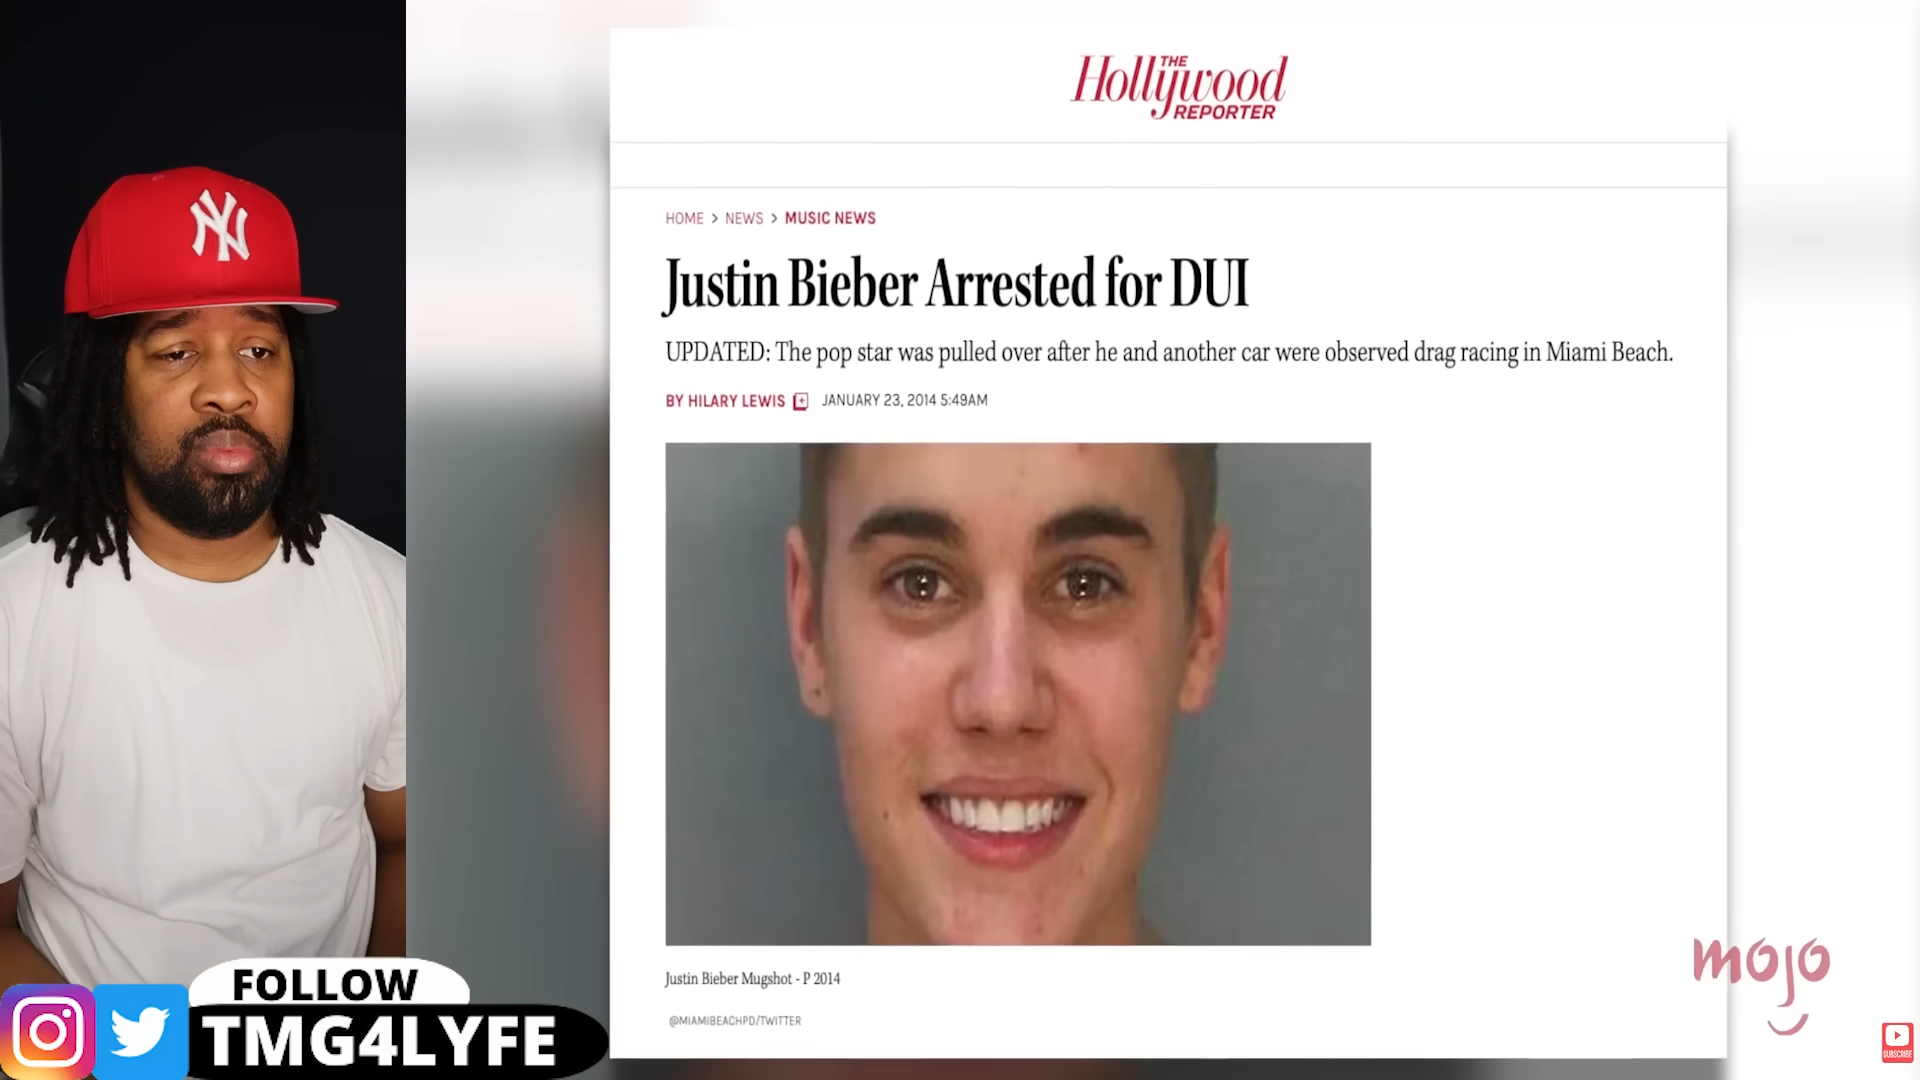 NY
THE
Hollywood
REPORTER
HOME > NEWS > MUSIC NEWS
Justin Bieber Arrested for DUI
UPDATED: The pop star was pulled over after he and another car were observed drag racing in Miami Beach.
BY HILARY LEWIS JANUARY 23, 2014 5:49AM
Justin Bieber Mugshot - P 2014
@MIAMIBEACHPD/TWITTER
mojo
SUBSCRIBE
FOLLOW
TMG4LYFE